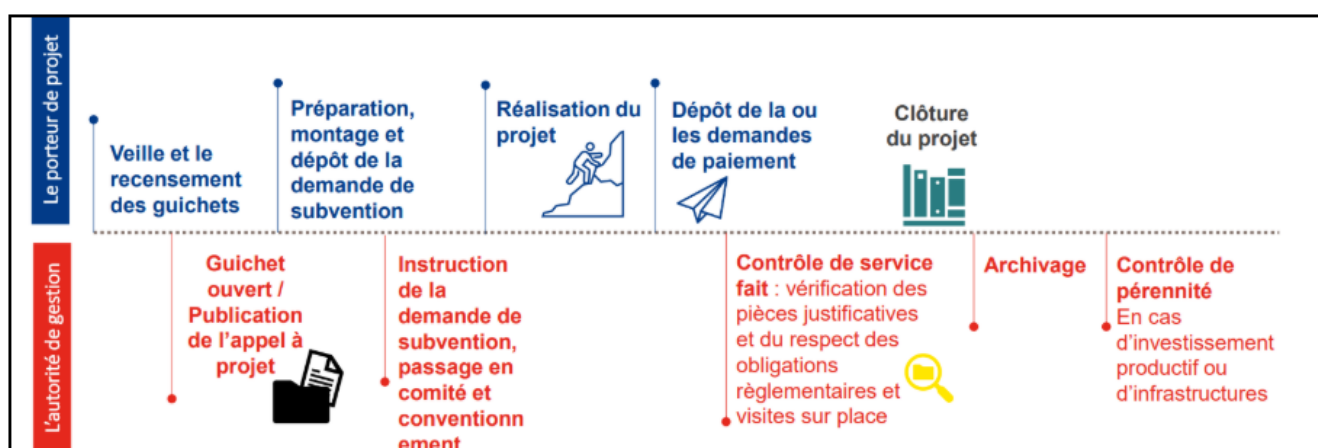 Le porteur de projet
Veille et le
recensement
des guichets
Préparation,
montage et
dépôt de la
demande de
subvention
Réalisation du
projet
Dépôt de la ou
les demandes
de paiement
Clôture
du projet
L'autorité de gestion
Guichet
ouvert /
Publication
de l'appel à
projet
Instruction
de la
demande de
subvention,
passage en
comité et
conventionn
ement
Contrôle de service
fait : vérification des
pièces justificatives
et du respect des
obligations
règlementaires et
visites sur place
Archivage
Contrôle de
pérennité
En cas
d'investissement
productif ou
d'infrastructures